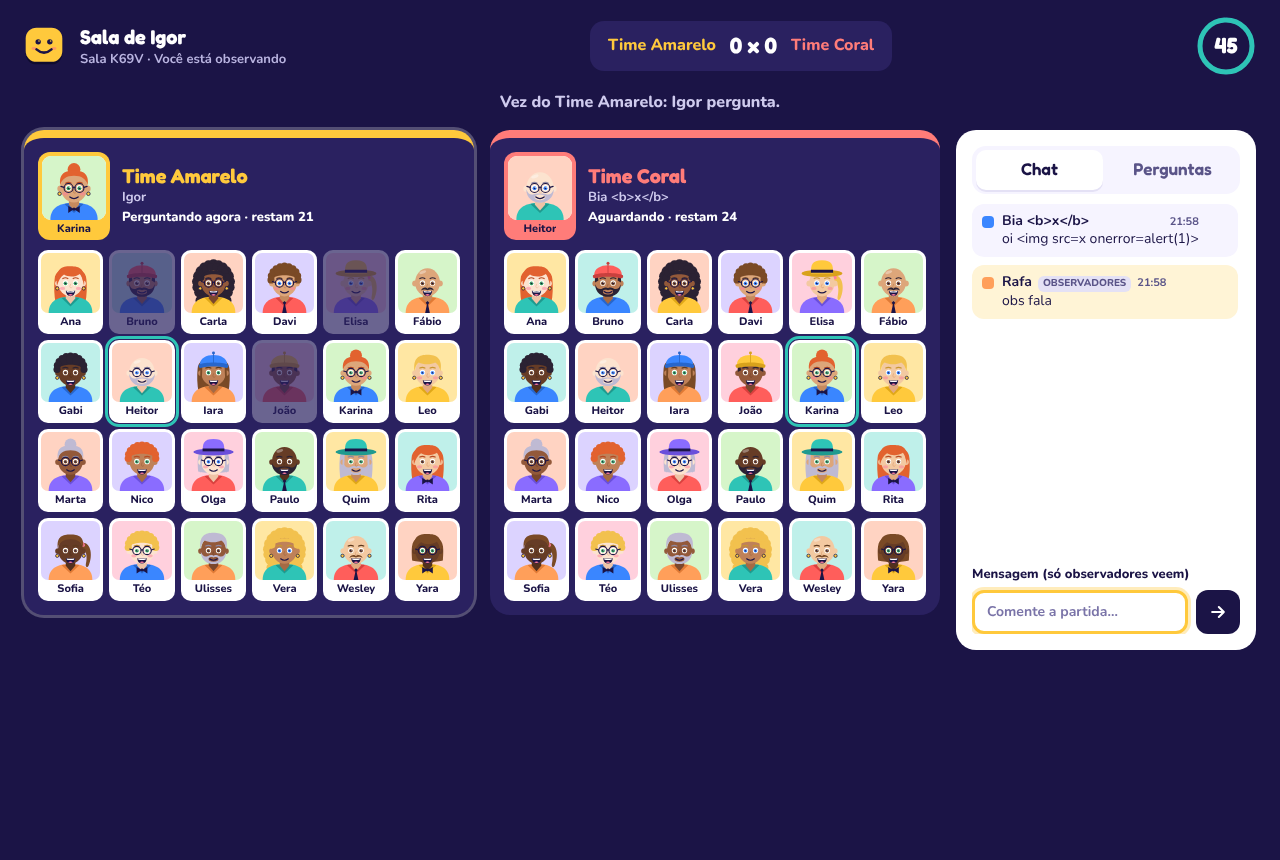 Sala de Igor
Sala K69V · Você está observando
Time Amarelo 0 x 0 Time Coral
45
Vez do Time Amarelo: Igor pergunta.
Karina
Time Amarelo
Igor
Perguntando agora · restam 21
Ana Bruno Carla Davi Elisa Fábio
Gabi Heitor Iara João Karina Leo
Marta Nico Olga Paulo Quim Rita
Sofia Téo Ulisses Vera Wesley Yara
Heitor
Time Coral
Bia <b>x</b>
Aguardando · restam 24
Ana Bruno Carla Davi Elisa Fábio
Gabi Heitor Iara João Karina Leo
Marta Nico Olga Paulo Quim Rita
Sofia Téo Ulisses Vera Wesley Yara
Chat Perguntas
Bia <b>x</b> 21:58
oi <img src=x onerror=alert(1)>
Rafa OBSERVADORES 21:58
obs fala
Mensagem (só observadores veem)
Comente a partida...